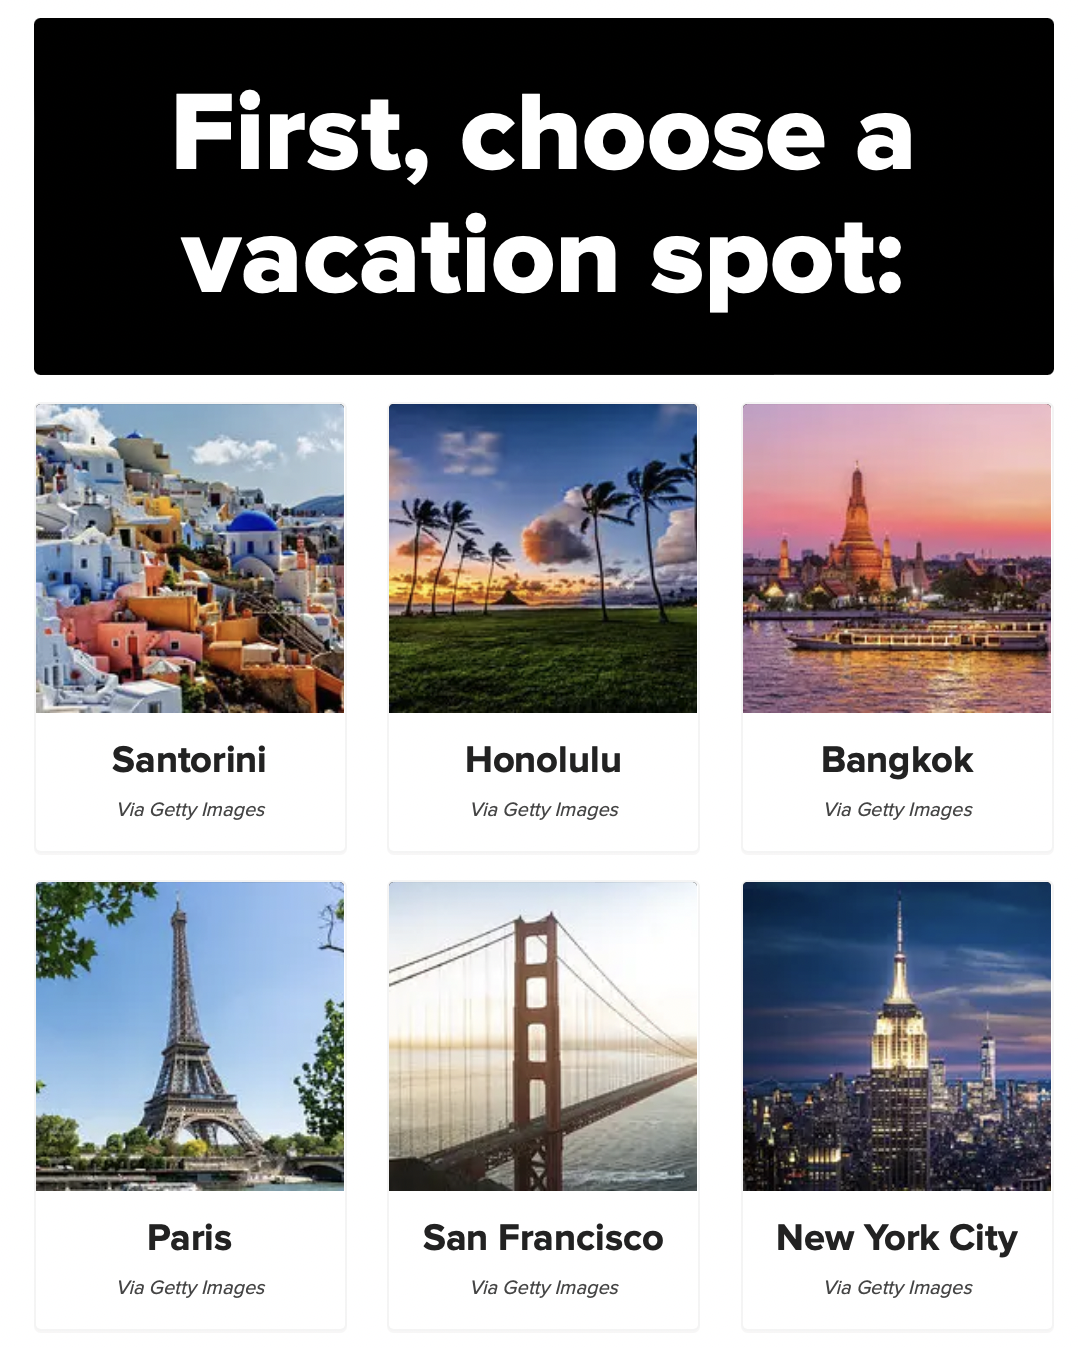 First, choose a
vacation spot:
Santorini
Via Getty Images
Honolulu
Via Getty Images
Bangkok
Via Getty Images
Paris
Via Getty Images
San Francisco
Via Getty Images
New York City
Via Getty Images